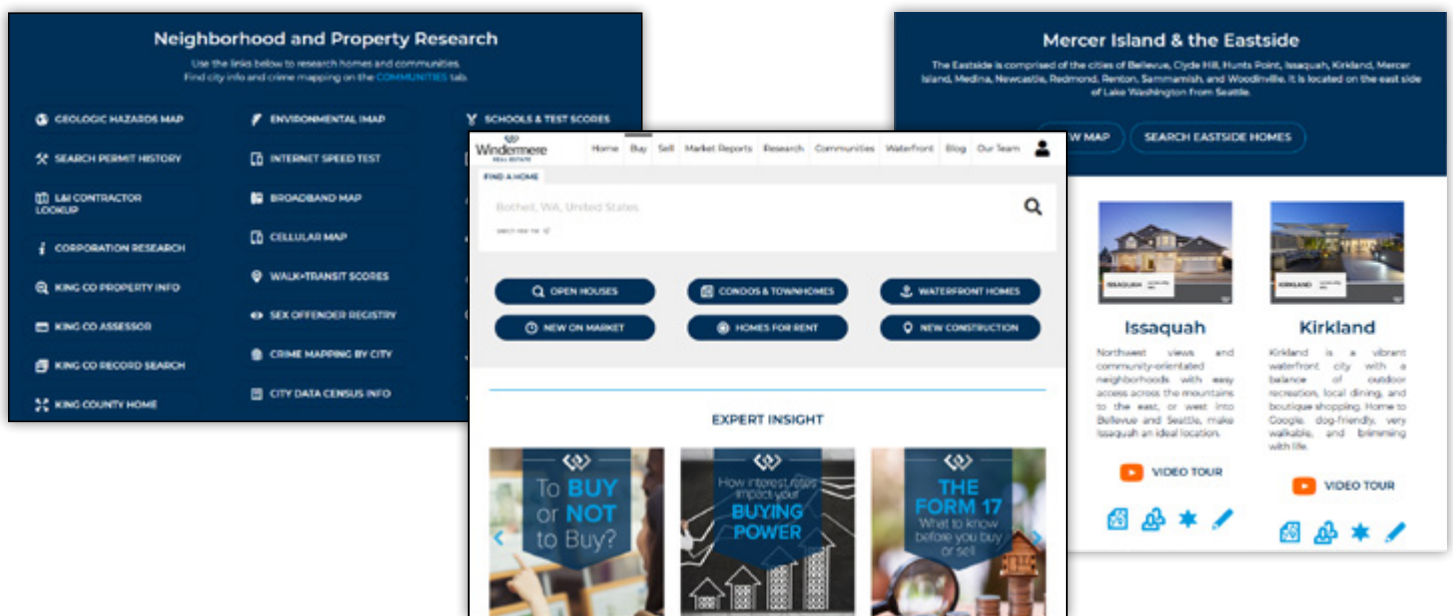 Neighborhood and Property Research
Use the links below to research homes and communities.
Find city info and crime mapping on the COMMUNITIES tab.
GEOLOGIC HAZARDS MAP
SEARCH PERMIT HISTORY
L&I CONTRACTOR
LOOKUP
CORPORATION RESEARCH
KING CO PROPERTY INFO
KING CO ASSESSOR
KING CO RECORD SEARCH
KING COUNTY HOME
ENVIRONMENTAL IMAP
INTERNET SPEED TEST
BROADBAND MAP
CELLULAR MAP
WALK+TRANSIT SCORES
SEX OFFENDER REGISTRY
CRIME MAPPING BY CITY
CITY DATA CENSUS INFO
SCHOOLS & TEST SCORES
Windermere
REAL ESTATE
Home Buy Sell Market Reports Research Communities Waterfront Blog Our Team
FIND A HOME
Bothell, WA, United States
OPEN HOUSES
CONDOS & TOWNHOMES
WATERFRONT HOMES
NEW ON MARKET
HOMES FOR RENT
NEW CONSTRUCTION
EXPERT INSIGHT
To BUY
or NOT
to Buy?
How interest rates
impact your
BUYING
POWER
THE
FORM 17
What to know
before you buy
or sell
Mercer Island & the Eastside
The Eastside is comprised of the cities of Bellevue, Clyde Hill, Hunts Point, Issaquah, Kirkland, Mercer
Island, Medina, Newcastle, Redmond, Renton, Sammamish, and Woodinville. It is located on the east side
of Lake Washington from Seattle.
W MAP
SEARCH EASTSIDE HOMES
ISSAQUAH
KIRKLAND
Issaquah
Northwest views and
community-orientated
neighborhoods with easy
access across the mountains
to the east, or west into
Bellevue and Seattle, make
Issaquah an ideal location.
VIDEO TOUR
Kirkland
Kirkland is a vibrant
waterfront city with a
balance of outdoor
recreation, local dining, and
boutique shopping. Home to
Google, dog-friendly, very
walkable, and brimming
with life.
VIDEO TOUR